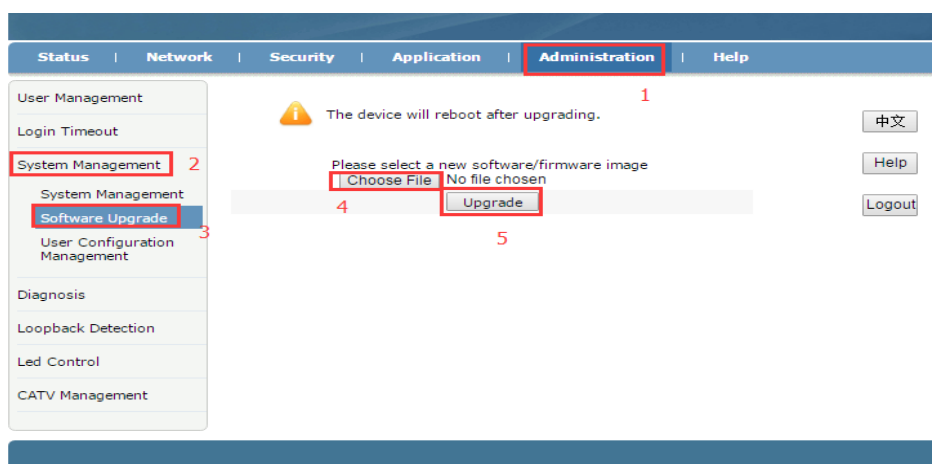 Status | Network | Security | Application | Administration | Help
1
User Management
Login Timeout
System Management 2
System Management
Software Upgrade
3
User Configuration
Management
Diagnosis
Loopback Detection
Led Control
CATV Management
The device will reboot after upgrading.
Please select a new software/firmware image
Choose File No file chosen
4
Upgrade
5
中文
Help
Logout